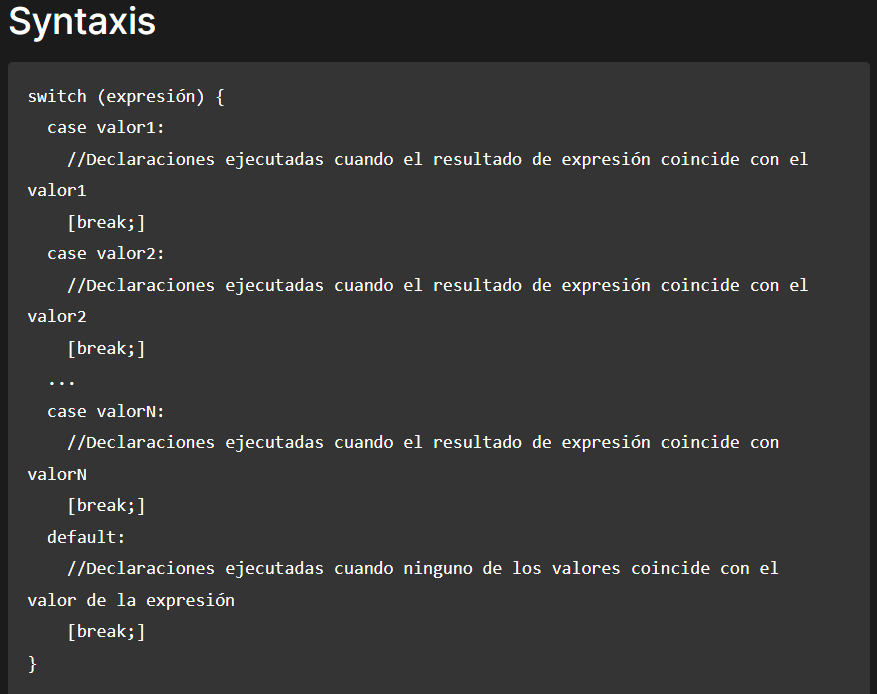 Syntaxis
switch (expresión) {
  case valor1:
    //Declaraciones ejecutadas cuando el resultado de expresión coincide con el
valor1
    [break;]
  case valor2:
    //Declaraciones ejecutadas cuando el resultado de expresión coincide con el
valor2
    [break;]
  ...
  case valorN:
    //Declaraciones ejecutadas cuando el resultado de expresión coincide con
valorN
    [break;]
  default:
    //Declaraciones ejecutadas cuando ninguno de los valores coincide con el
valor de la expresión
    [break;]
}